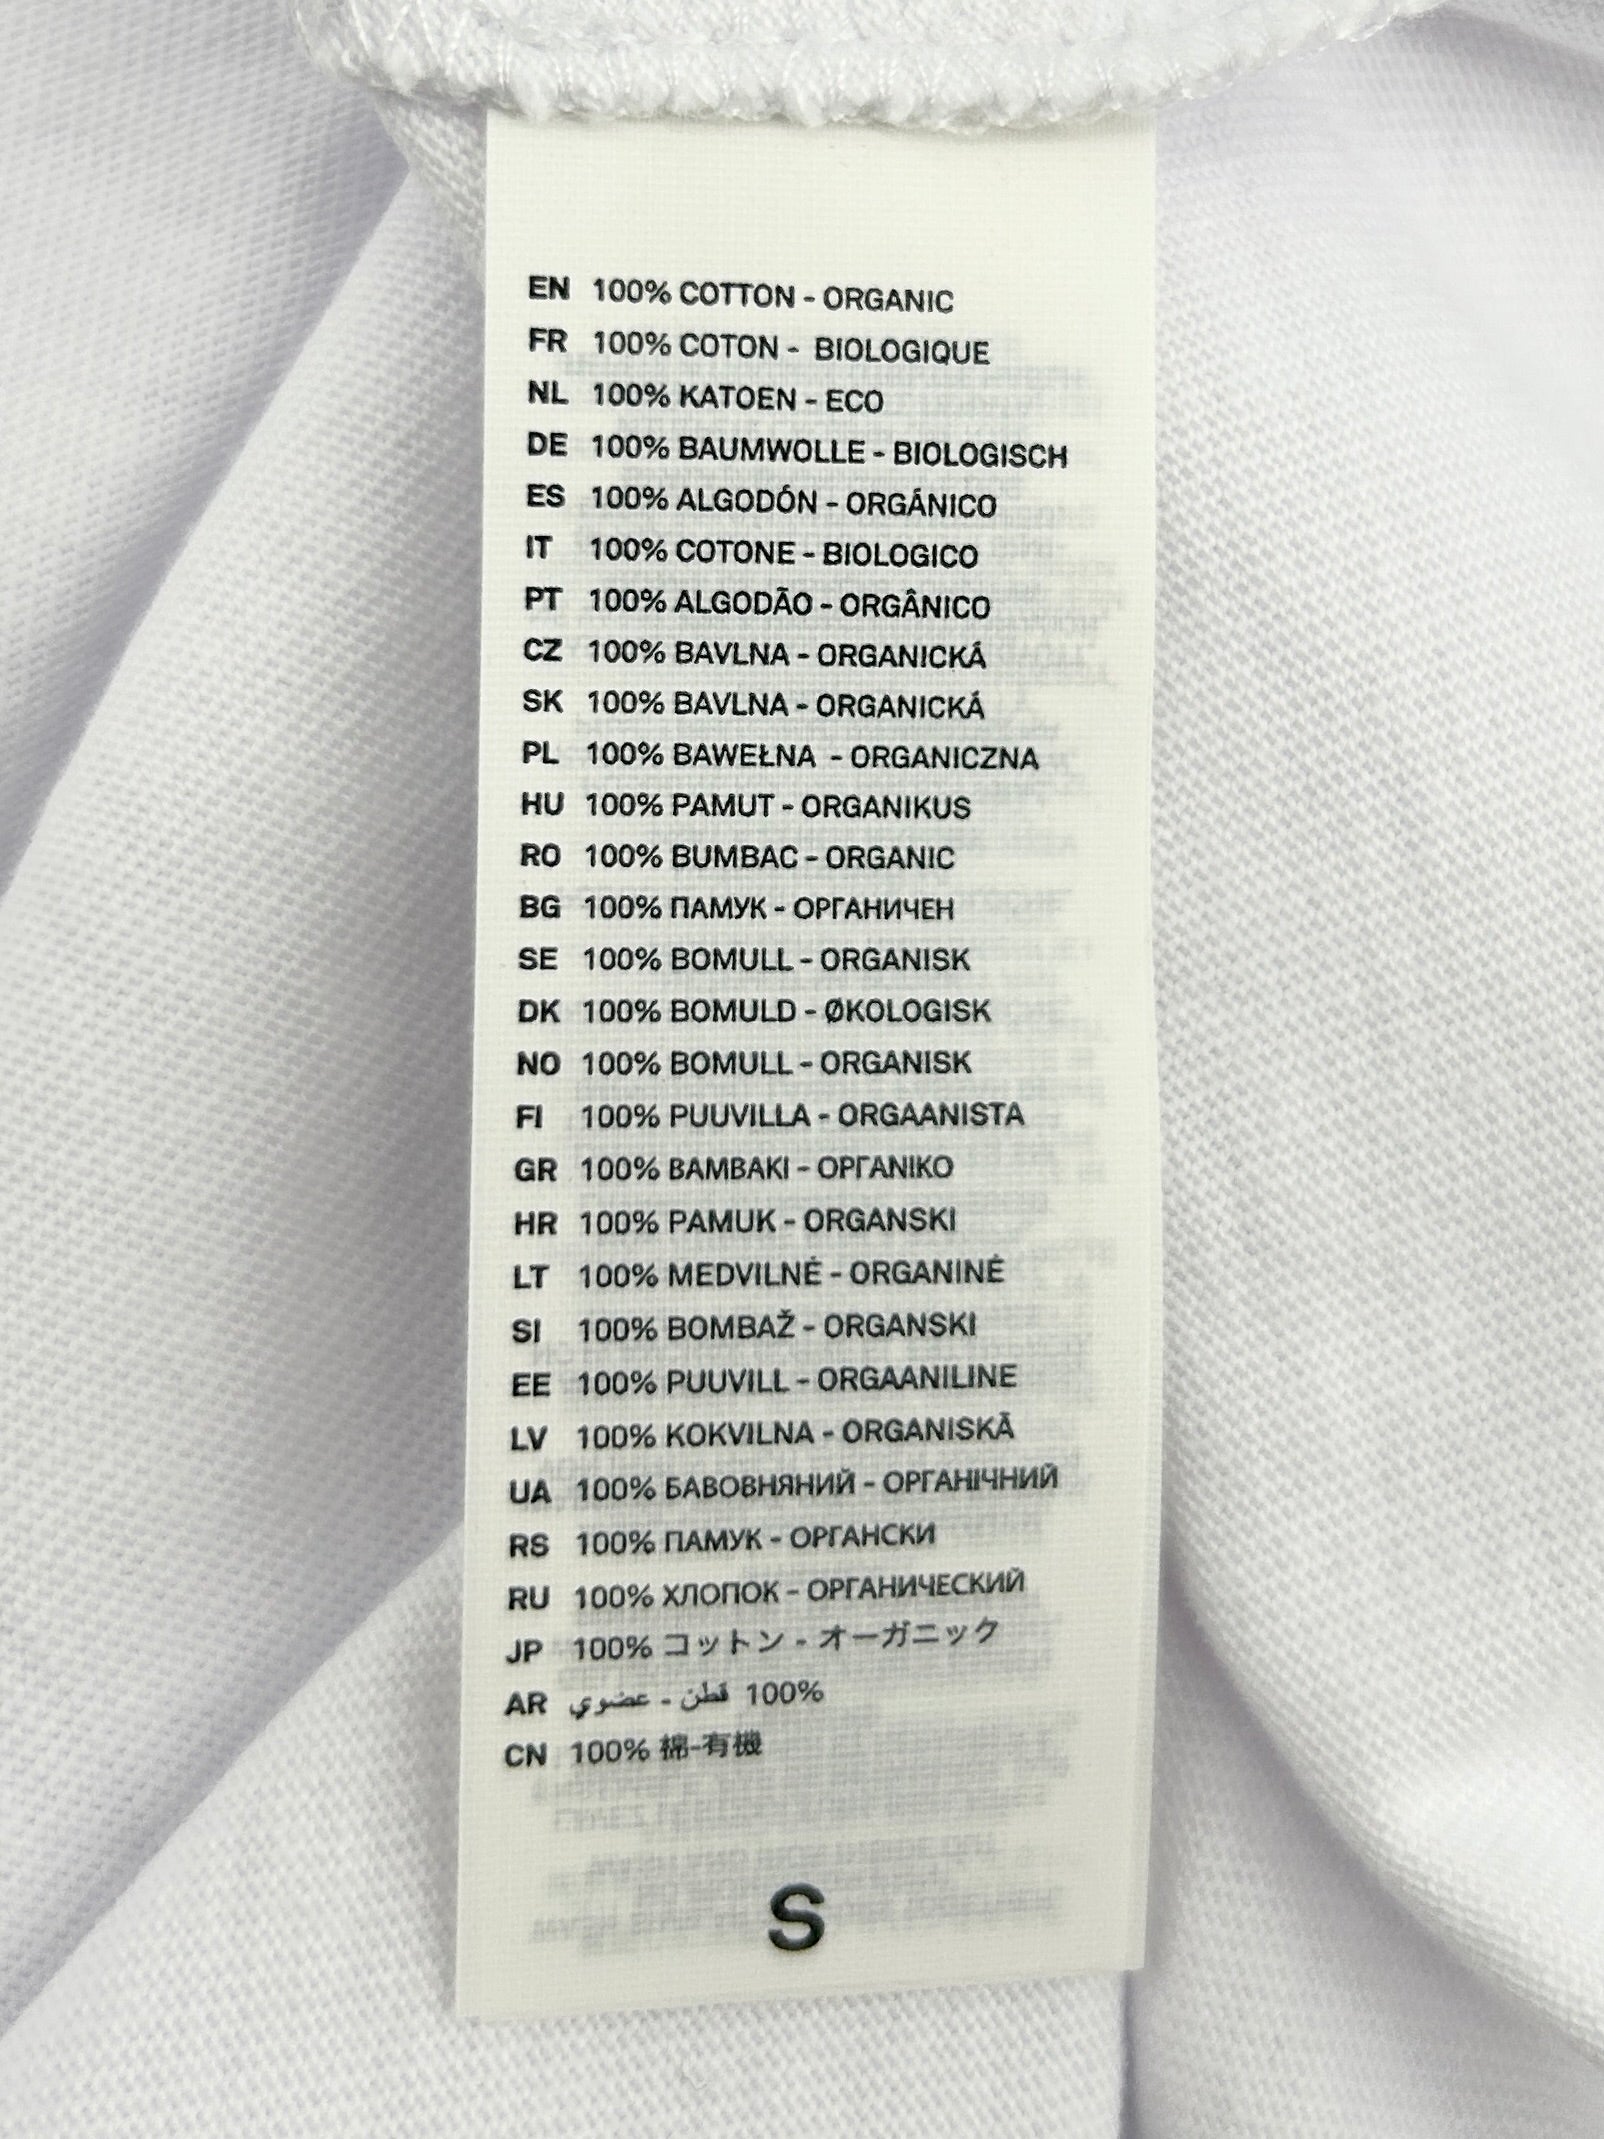 EN 100% COTTON - ORGANIC
FR 100% COTON - BIOLOGIQUE
NL 100% KATOEN - ECO
DE 100% BAUMWOLLE - BIOLOGISCH
ES 100% ALGODÓN - ORGÁNICO
IT 100% COTONE - BIOLOGICO
PT 100% ALGODÃO - ORGÂNICO
CZ 100% BAVLNA - ORGANICKÁ
SK 100% BAVLNA - ORGANICKÁ
PL 100% BAWEŁNA - ORGANICZNA
HU 100% PAMUT - ORGANIKUS
RO 100% BUMBAC - ORGANIC
BG 100% ПАМУК - ОРГАНИЧЕН
SE 100% BOMULL - ORGANISK
DK 100% BOMULD - ØKOLOGISK
NO 100% BOMULL - ORGANISK
FI 100% PUUVILLA - ORGAANISTA
GR 100% ΒΑΜΒΑΚΙ - ΟΡΓΑΝΙΚΟ
HR 100% PAMUK - ORGANSKI
LT 100% MEDVILNĖ - ORGANINĖ
SI 100% BOMBAŽ - ORGANSKI
EE 100% PUUVILL - ORGAANILINE
LV 100% KOKVILNA - ORGANISKĀ
UA 100% БАВОВНЯНИЙ - ОРГАНІЧНИЙ
RS 100% ПАМУК - ОРГАНСКИ
RU 100% ХЛОПОК - ОРГАНИЧЕСКИЙ
JP 100% コットン - オーガニック
AR 100% قطن - عضوي
CN 100% 棉-有機
S